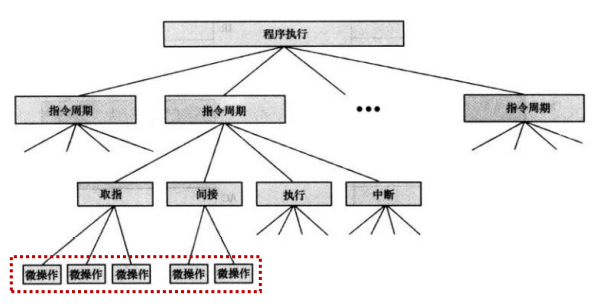 程序执行
指令周期 指令周期 ••• 指令周期
取指 间接 执行 中断
微操作 微操作 微操作 微操作 微操作